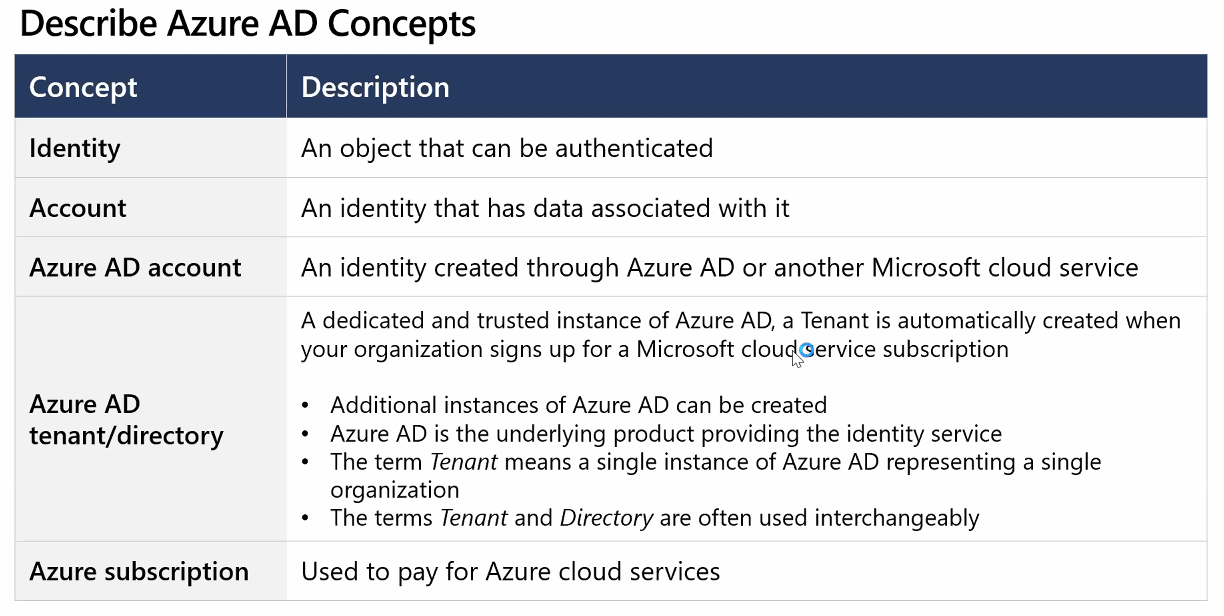 Describe Azure AD Concepts
Concept
Description
Identity
An object that can be authenticated
Account
An identity that has data associated with it
Azure AD account
An identity created through Azure AD or another Microsoft cloud service
Azure AD
tenant/directory
A dedicated and trusted instance of Azure AD, a Tenant is automatically created when
your organization signs up for a Microsoft cloud service subscription
• Additional instances of Azure AD can be created
• Azure AD is the underlying product providing the identity service
• The term Tenant means a single instance of Azure AD representing a single
organization
• The terms Tenant and Directory are often used interchangeably
Azure subscription
Used to pay for Azure cloud services